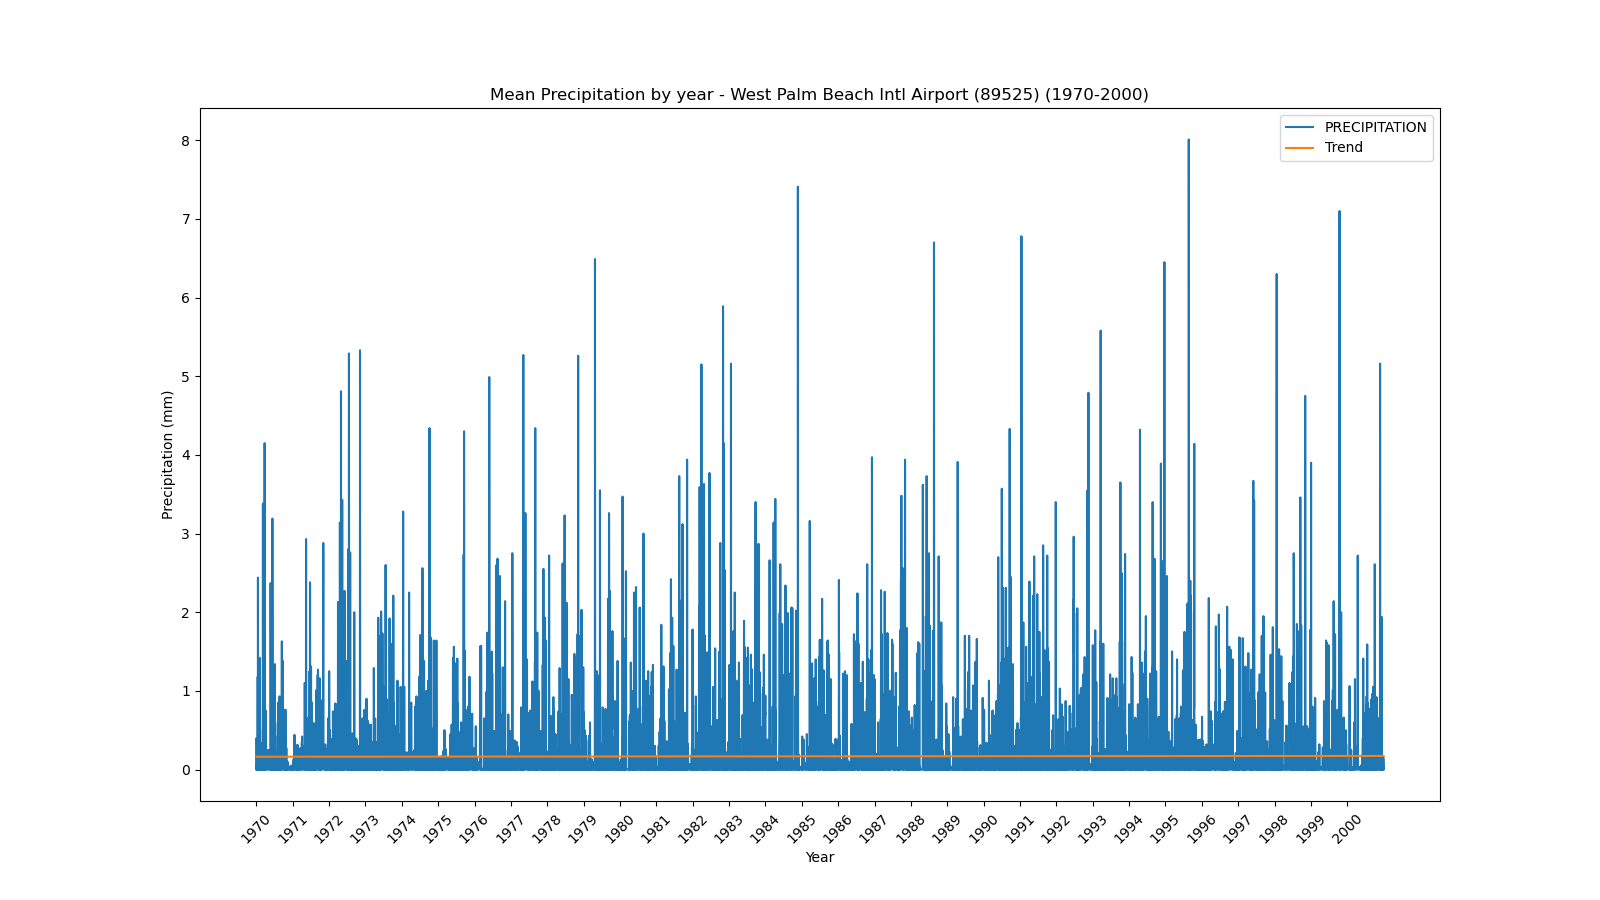 Mean Precipitation by year - West Palm Beach Intl Airport (89525) (1970-2000)
PRECIPITATION
Trend
8
7
6
5
4
3
2
1
0
Precipitation (mm)
1970 1971 1972 1973 1974 1975 1976 1977 1978 1979 1980 1981 1982 1983 1984 1985 1986 1987 1988 1989 1990 1991 1992 1993 1994 1995 1996 1997 1998 1999 2000
Year